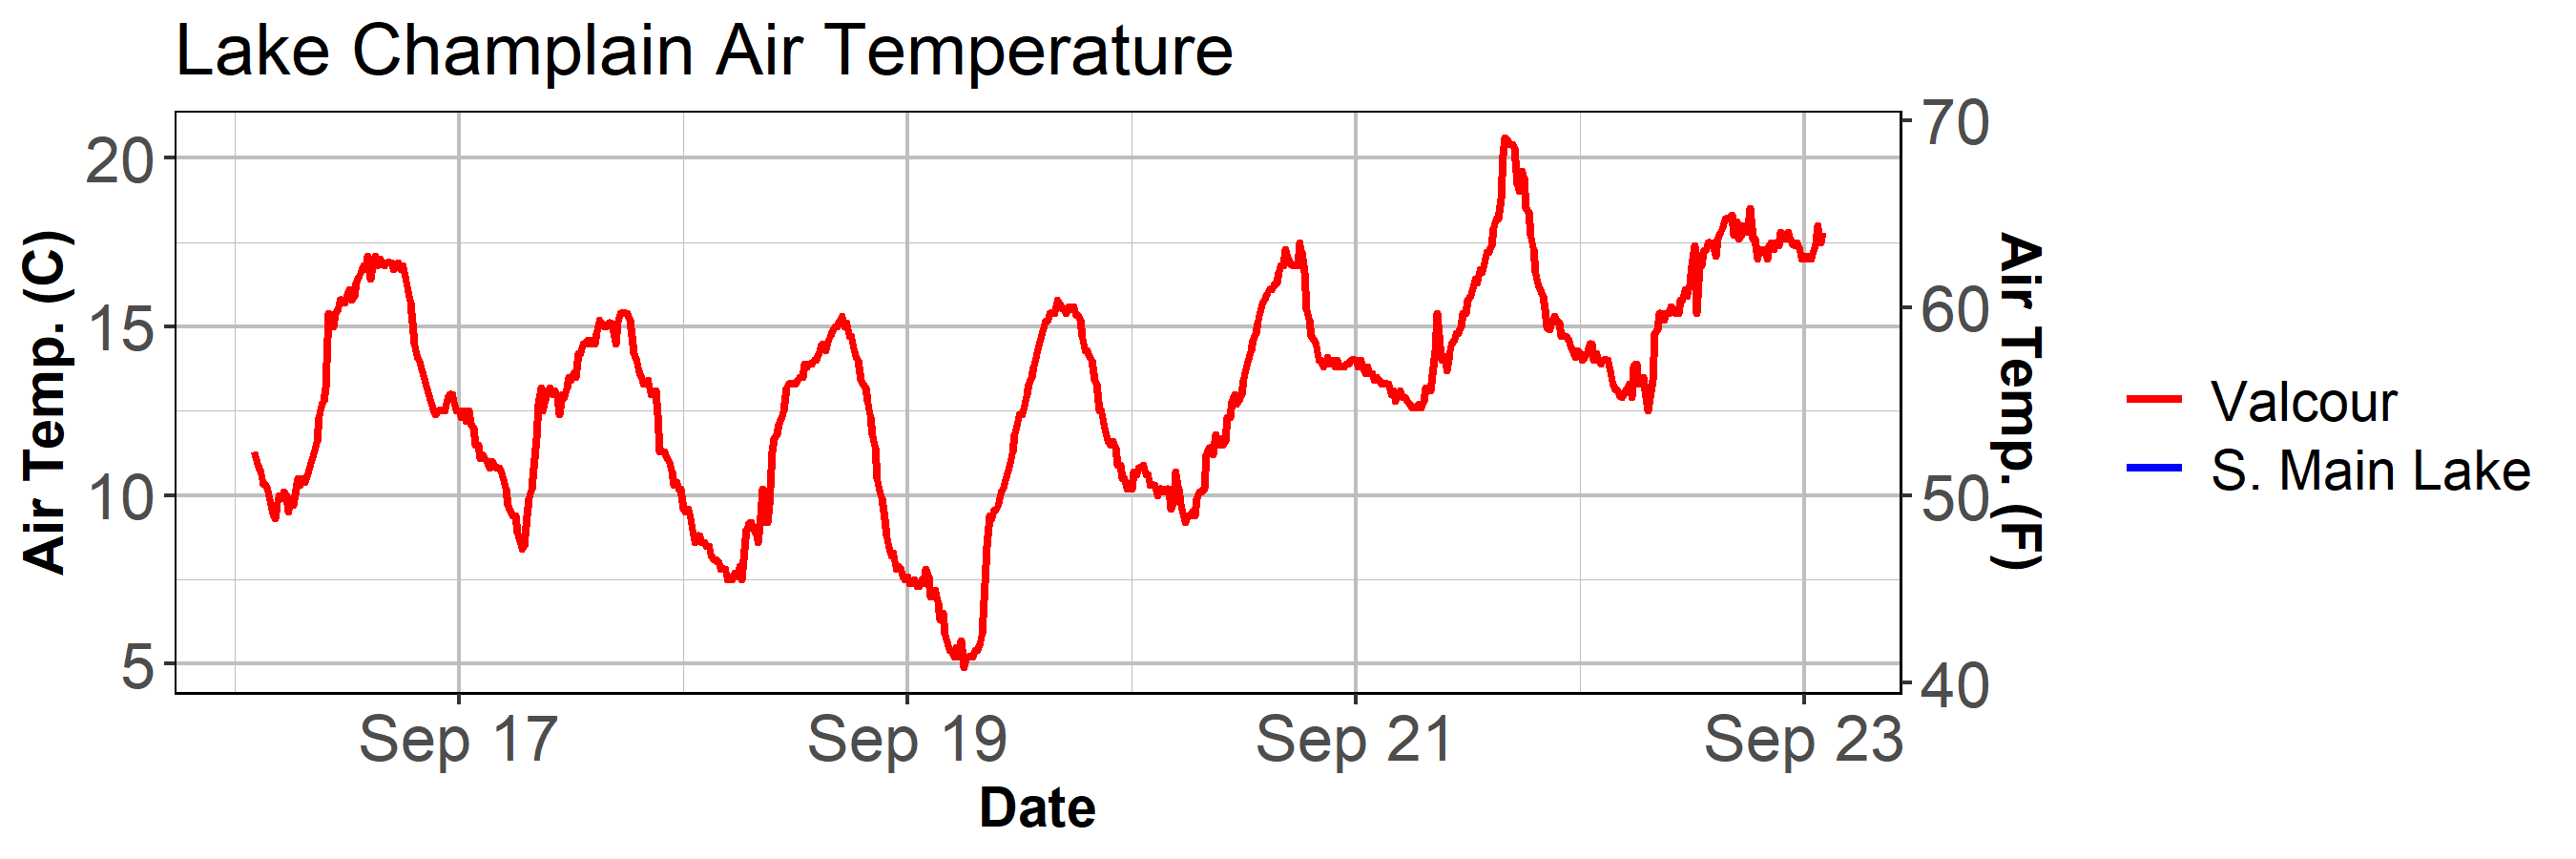 Lake Champlain Air Temperature
Air Temp. (C)
20
15
10
5
70
60
50
40
Air Temp. (F)
Sep 17
Sep 19
Sep 21
Sep 23
Date
Valcour
S. Main Lake